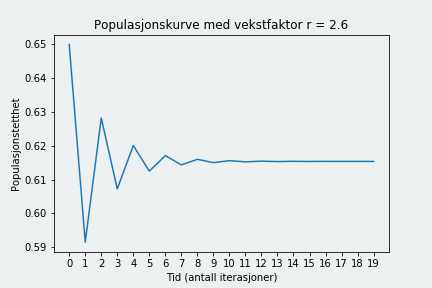 Populasjonskurve med vekstfaktor r = 2.6
Populasjonstetthet
0.65
0.64
0.63
0.62
0.61
0.60
0.59
0 1 2 3 4 5 6 7 8 9 10 11 12 13 14 15 16 17 18 19
Tid (antall iterasjoner)